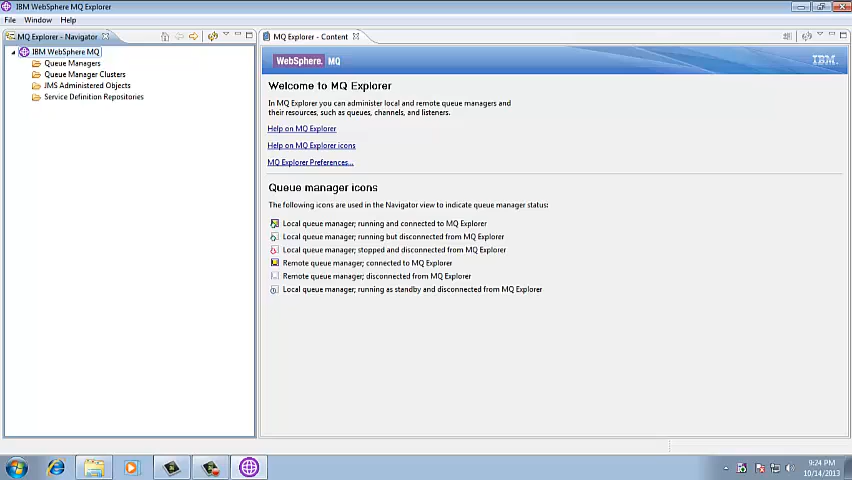 IBM WebSphere MQ Explorer
File Window Help
MQ Explorer - Navigator
IBM WebSphere MQ
Queue Managers
Queue Manager Clusters
JMS Administered Objects
Service Definition Repositories
MQ Explorer - Content
WebSphere. MQ
IBM.
Welcome to MQ Explorer
In MQ Explorer you can administer local and remote queue managers and
their resources, such as queues, channels, and listeners.
Help on MQ Explorer
Help on MQ Explorer icons
MQ Explorer Preferences...
Queue manager icons
The following icons are used in the Navigator view to indicate queue manager status:
Local queue manager; running and connected to MQ Explorer
Local queue manager; running but disconnected from MQ Explorer
Local queue manager; stopped and disconnected from MQ Explorer
Remote queue manager; connected to MQ Explorer
Remote queue manager; disconnected from MQ Explorer
Local queue manager; running as standby and disconnected from MQ Explorer
9:24 PM
10/14/2013